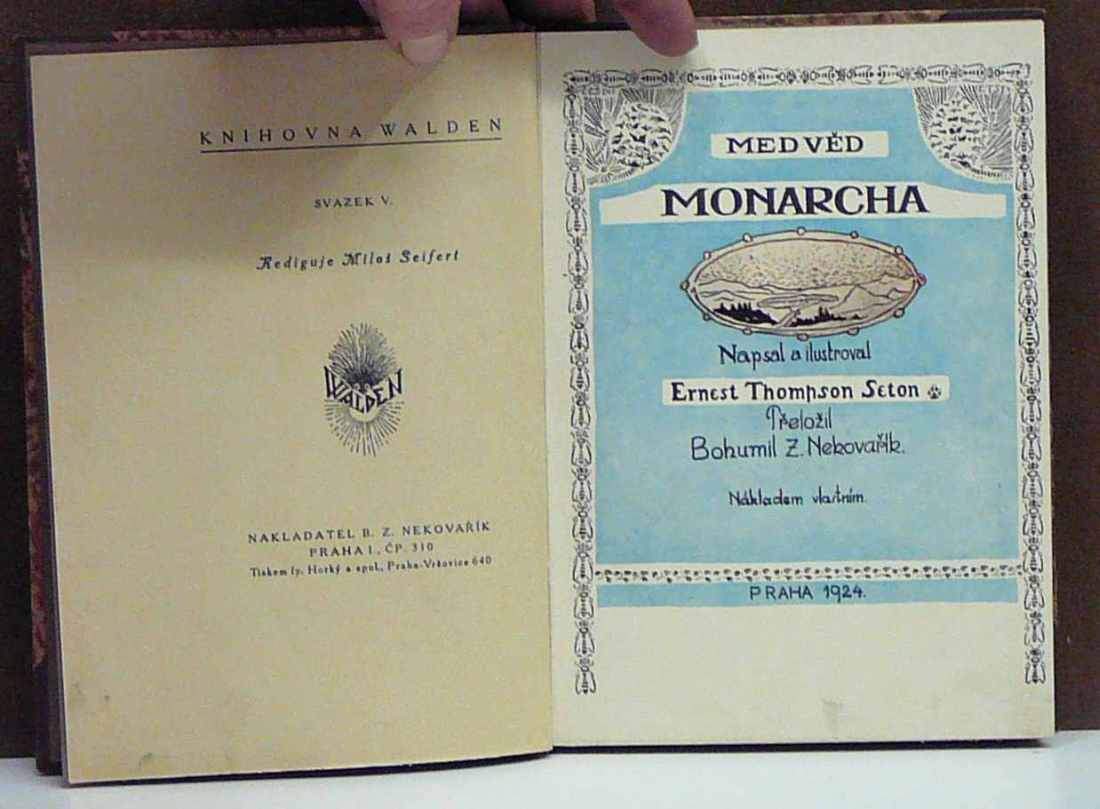 KNIHOVNA WALDEN
SVAZEK V.
Rediguje Miloš Seifert
WALDEN
NAKLADATEL B. Z. NEKOVAŘÍK
PRAHA I., ČP. 310
Tiskem fy. Horký a spol., Praha-Vršovice 640
MEDVĚD
MONARCHA
Napsal a ilustroval
Ernest Thompson Seton
Přeložil
Bohumil Z. Nekovařík.
Nákladem vlastním.
PRAHA 1924.